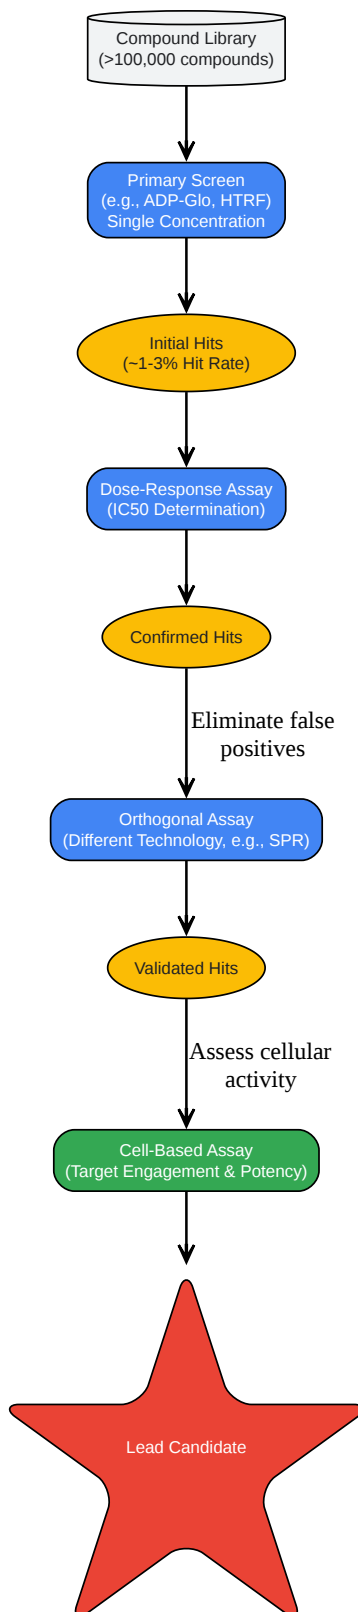 Compound Library
(>100,000 compounds)
Primary Screen
(e.g., ADP-Glo, HTRF)
Single Concentration
Initial Hits
(~1-3% Hit Rate)
Dose-Response Assay
(IC50 Determination)
Confirmed Hits
Eliminate false
positives
Orthogonal Assay
(Different Technology, e.g., SPR)
Validated Hits
Assess cellular
activity
Cell-Based Assay
(Target Engagement & Potency)
Lead Candidate